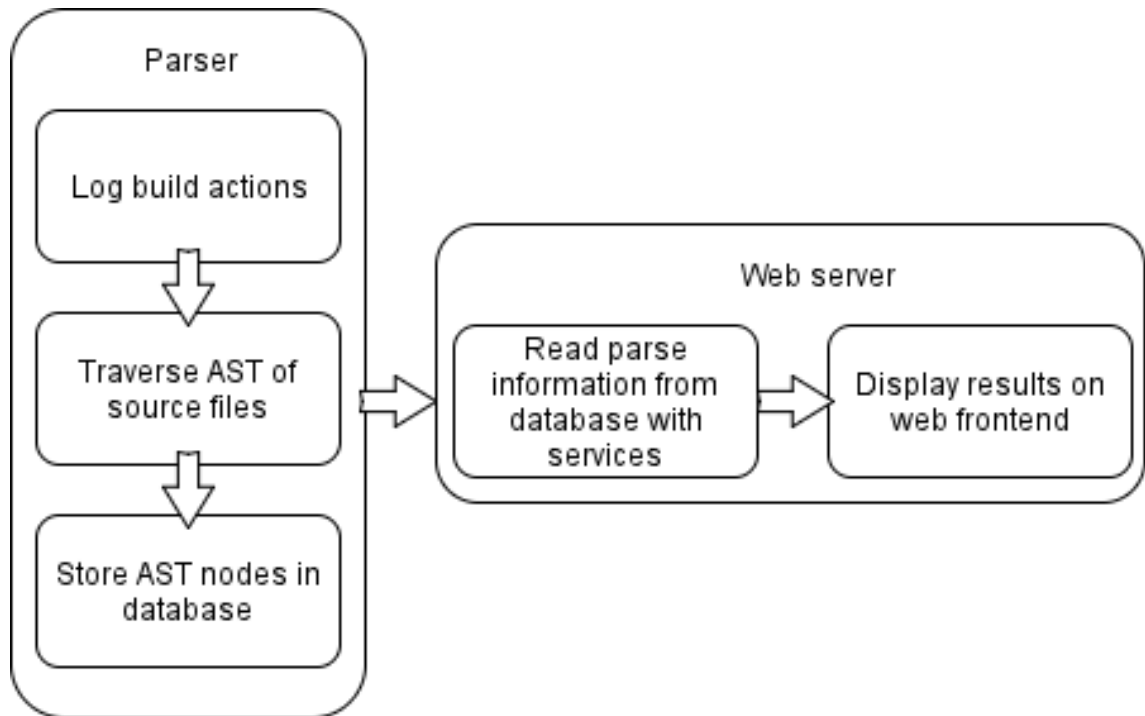 Parser
Log build actions
Traverse AST of
source files
Store AST nodes in
database
Web server
Read parse
information from
database with
services
Display results on
web frontend